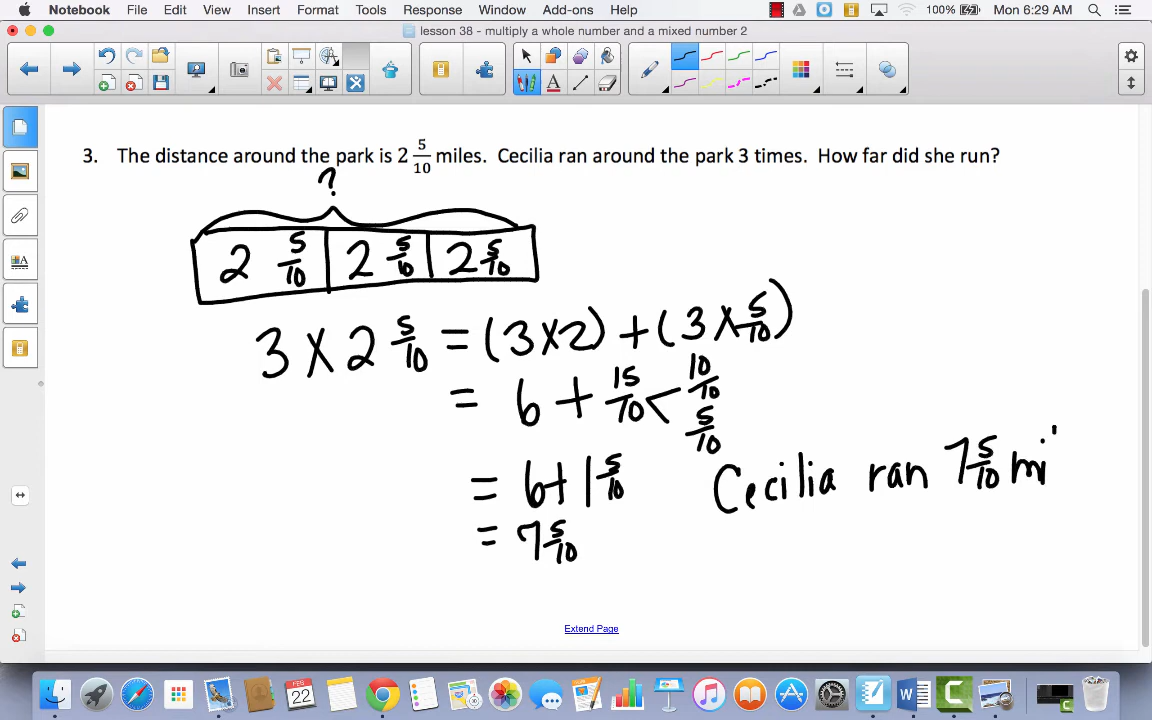 Notebook File Edit View Insert Format Tools Response Window Add-ons Help 100% Mon 6:29 AM
lesson 38 - multiply a whole number and a mixed number 2
3. The distance around the park is 2 5/10 miles. Cecilia ran around the park 3 times. How far did she run?
?
2 5/10 2 5/10 2 5/10
3 × 2 5/10 = (3×2) + (3 × 5/10)
= 6 + 15/10 < 10/10 5/10
= 6 + 1 5/10
= 7 5/10
Cecilia ran 7 5/10 mi
Extend Page
FEB
22
W